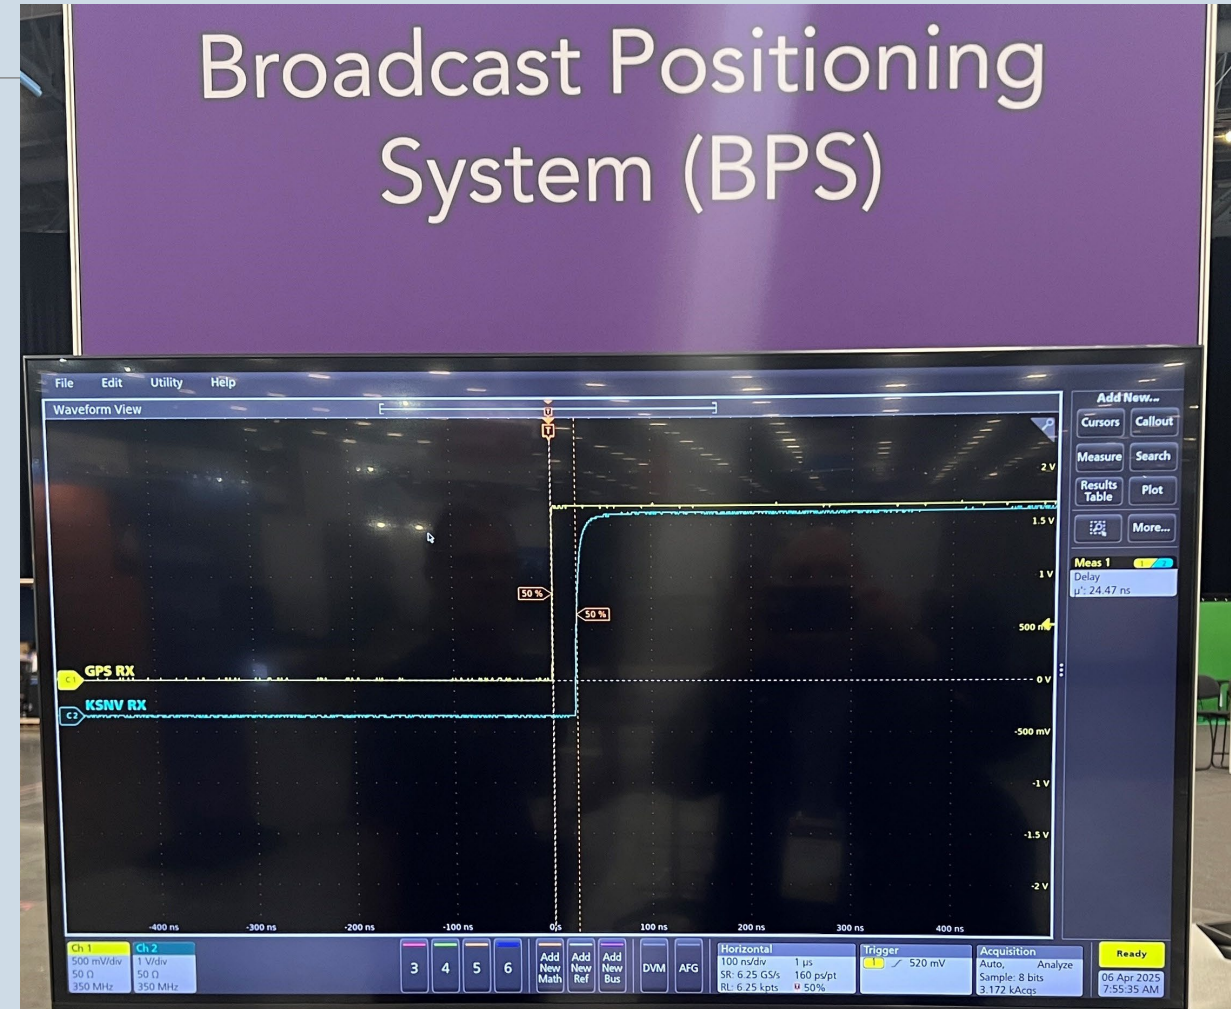 Broadcast Positioning
System (BPS)
File Edit Utility Help
Waveform View
Add New...
Cursors Callout
Measure Search
Results Table Plot
More...
Meas 1 1 2
Delay
µ': 24.47 ns
T
T
2 V
1.5 V
1 V
500 m
0 V
-500 mV
-1 V
-1.5 V
-2 V
50 %
50 %
C1 GPS RX
C2 KSNV RX
-400 ns -300 ns -200 ns -100 ns 0 s 100 ns 200 ns 300 ns 400 ns
Ch 1
500 mV/div
50 Ω
350 MHz
Ch 2
1 V/div
50 Ω
350 MHz
3 4 5 6
Add New Math
Add New Ref
Add New Bus
DVM
AFG
Horizontal
100 ns/div 1 µs
SR: 6.25 GS/s 160 ps/pt
RL: 6.25 kpts 50%
Trigger
1 520 mV
Acquisition
Auto, Analyze
Sample: 8 bits
3.172 kAcqs
Ready
06 Apr 2025
7:55:35 AM